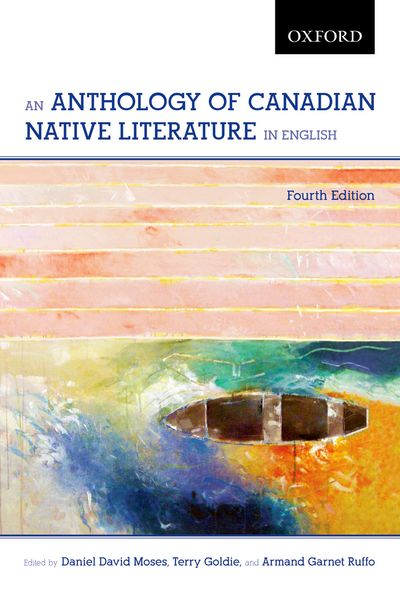 OXFORD
AN ANTHOLOGY OF CANADIAN
NATIVE LITERATURE IN ENGLISH
Fourth Edition
Edited by Daniel David Moses, Terry Goldie, and Armand Garnet Ruffo